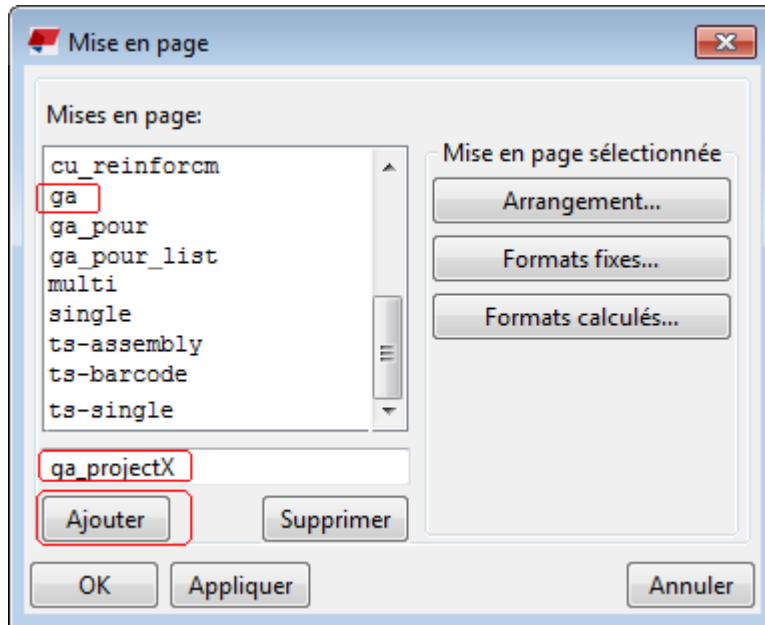 Mise en page
Mises en page:
cu_reinforcm
ga
ga_pour
ga_pour_list
multi
single
ts-assembly
ts-barcode
ts-single
ga_projectX
Ajouter
Supprimer
Mise en page sélectionnée
Arrangement...
Formats fixes...
Formats calculés...
OK
Appliquer
Annuler